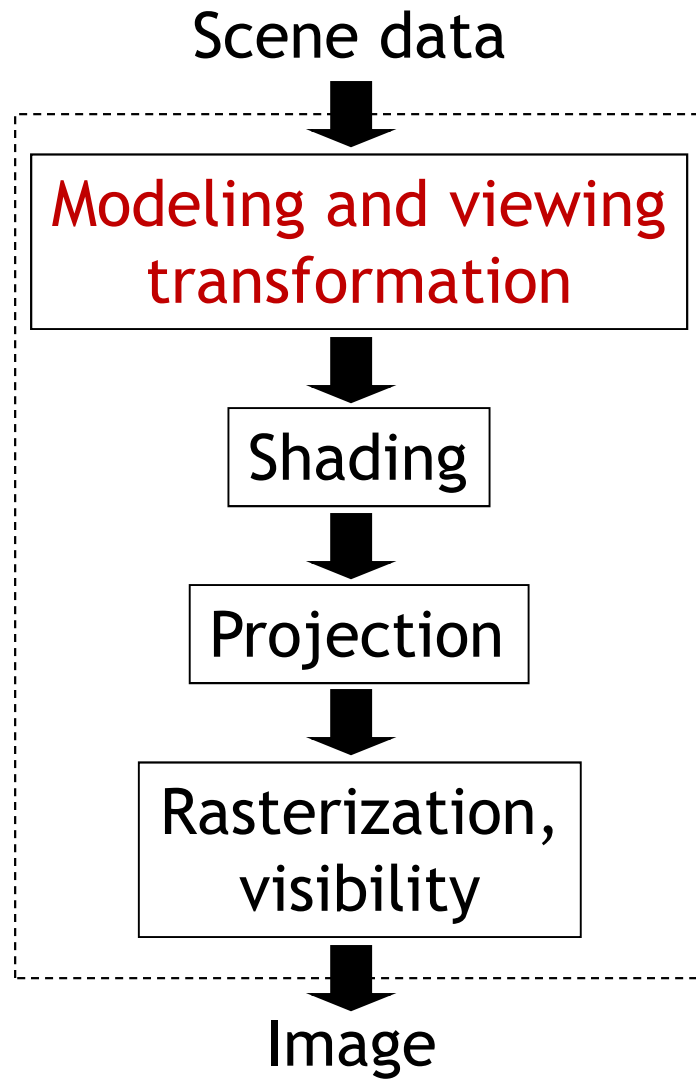 Scene data
Modeling and viewing
transformation
Shading
Projection
Rasterization,
visibility
Image